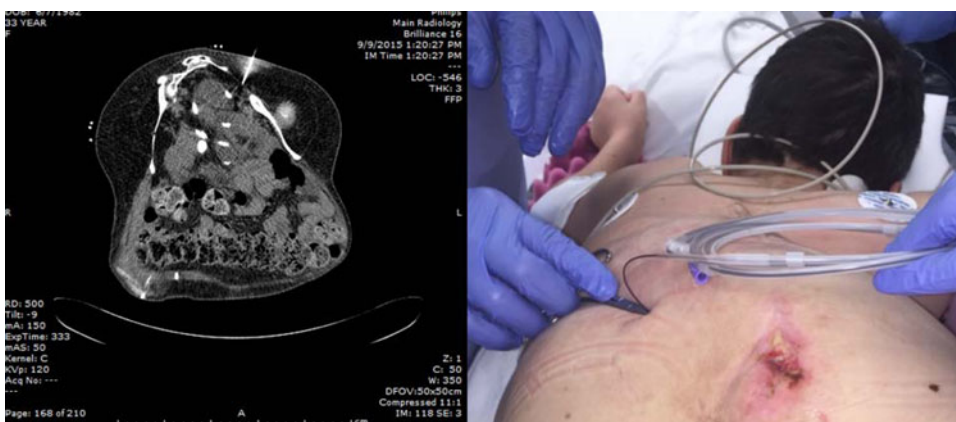 DOB: 6/7/1982
33 YEAR
F
Philips
Main Radiology
Brilliance 16
9/9/2015 1:20:27 PM
IM Time 1:20:27 PM
---
LOC: -546
THK: 3
FFP
R
L
RD: 500
Tilt: -9
mA: 150
ExpTime: 333
mAS: 50
Kernel: C
KVp: 120
Acq No: ---
---
Page: 168 of 210
A
Z: 1
C: 50
W: 350
DFOV:50x50cm
Compressed 11:1
IM: 118 SE: 3
cm